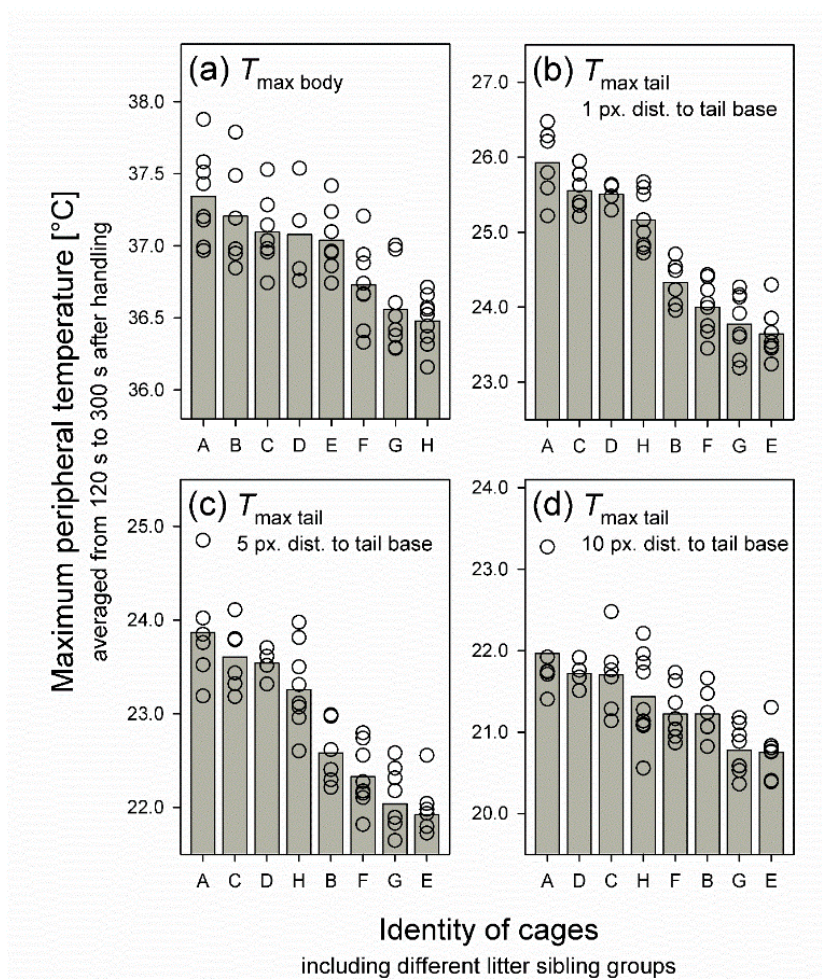 (a) T max body
38.0
37.5
37.0
36.5
36.0
A B C D E F G H
(b) T max tail
1 px. dist. to tail base
27.0
26.0
25.0
24.0
23.0
A C D H B F G E
(c) T max tail
5 px. dist. to tail base
25.0
24.0
23.0
22.0
A C D H B F G E
(d) T max tail
10 px. dist. to tail base
24.0
23.0
22.0
21.0
20.0
A D C H F B G E
Maximum peripheral temperature [°C]
averaged from 120 s to 300 s after handling
Identity of cages
including different litter sibling groups